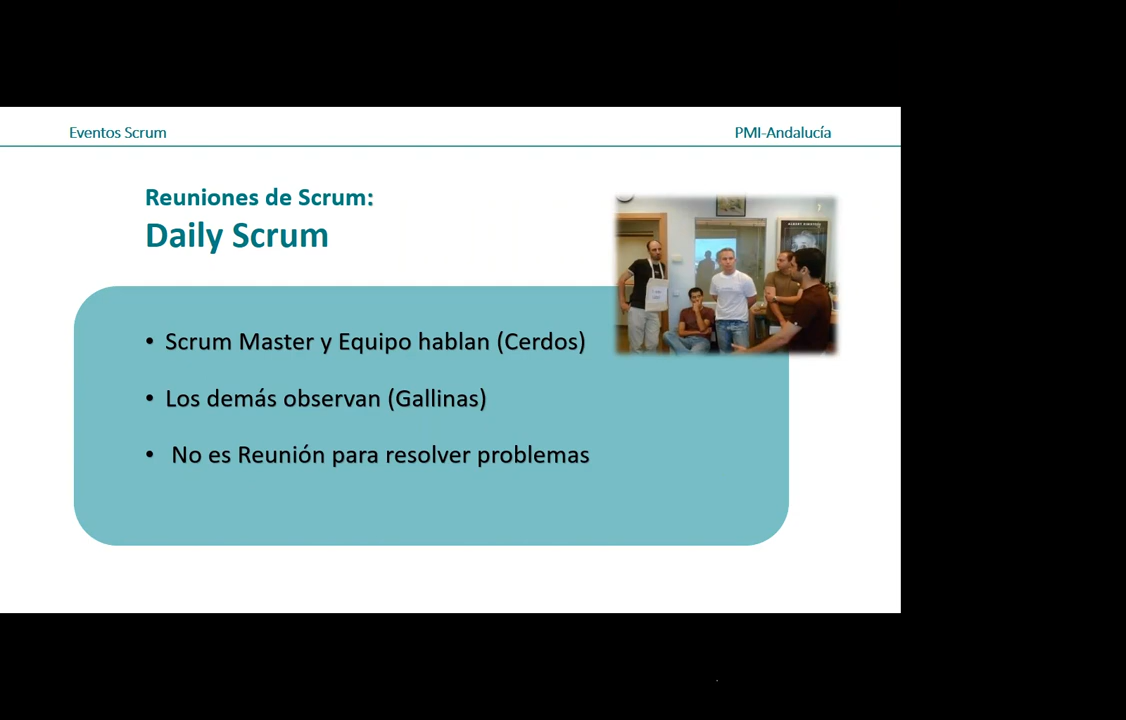 Eventos Scrum
PMI-Andalucía
Reuniones de Scrum:
Daily Scrum
• Scrum Master y Equipo hablan (Cerdos)
• Los demás observan (Gallinas)
• No es Reunión para resolver problemas